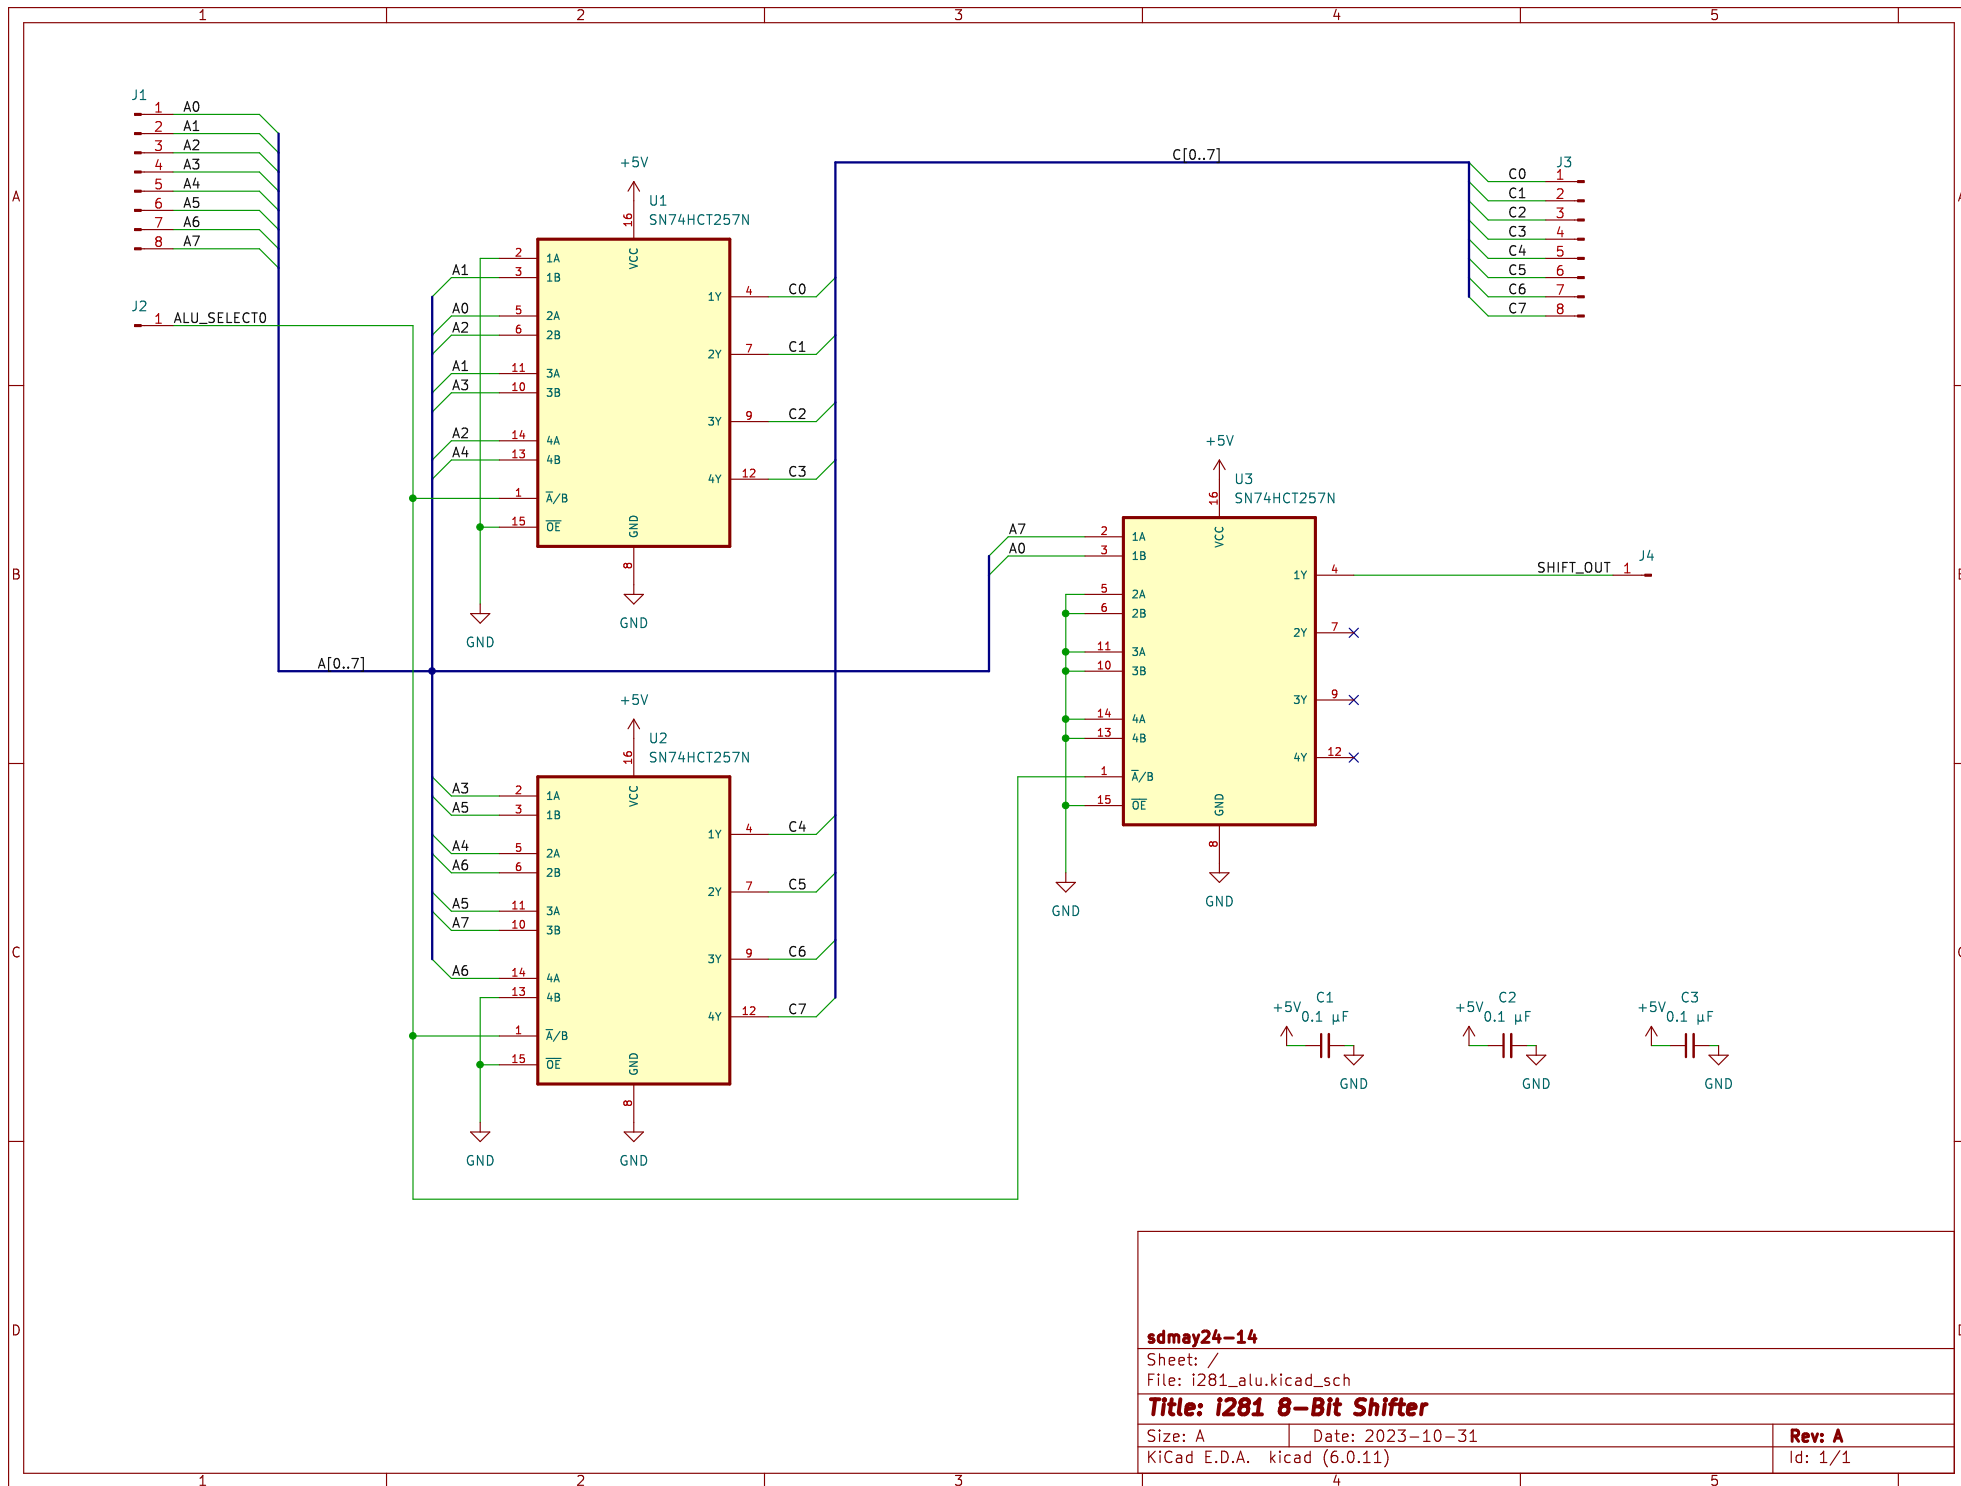 1 2 3 4 5
J1
1 A0
2 A1
3 A2
4 A3
5 A4
6 A5
7 A6
8 A7
J2
1 ALU_SELECT0
A[0..7]
+5V
U1
SN74HCT257N
16
VCC
2 1A
A1 3 1B
A0 5 2A
A2 6 2B
A1 11 3A
A3 10 3B
A2 14 4A
A4 13 4B
1 A/B
15 OE
1Y 4 C0
2Y 7 C1
3Y 9 C2
4Y 12 C3
GND
8
GND
GND
+5V
U2
SN74HCT257N
16
VCC
A3 2 1A
A5 3 1B
A4 5 2A
A6 6 2B
A5 11 3A
A7 10 3B
A6 14 4A
13 4B
1 A/B
15 OE
1Y 4 C4
2Y 7 C5
3Y 9 C6
4Y 12 C7
GND
8
GND
GND
C[0..7]
J3
C0 1
C1 2
C2 3
C3 4
C4 5
C5 6
C6 7
C7 8
+5V
U3
SN74HCT257N
16
VCC
A7 2 1A
A0 3 1B
5 2A
6 2B
11 3A
10 3B
14 4A
13 4B
1 A/B
15 OE
1Y 4
2Y 7
3Y 9
4Y 12
GND
8
GND
GND
J4
SHIFT_OUT 1
C1
+5V 0.1 µF
GND
C2
+5V 0.1 µF
GND
C3
+5V 0.1 µF
GND
A
B
C
D
sdmay24-14
Sheet: /
File: i281_alu.kicad_sch
Title: i281 8-Bit Shifter
Size: A Date: 2023-10-31 Rev: A
KiCad E.D.A. kicad (6.0.11) Id: 1/1
1 2 3 4 5